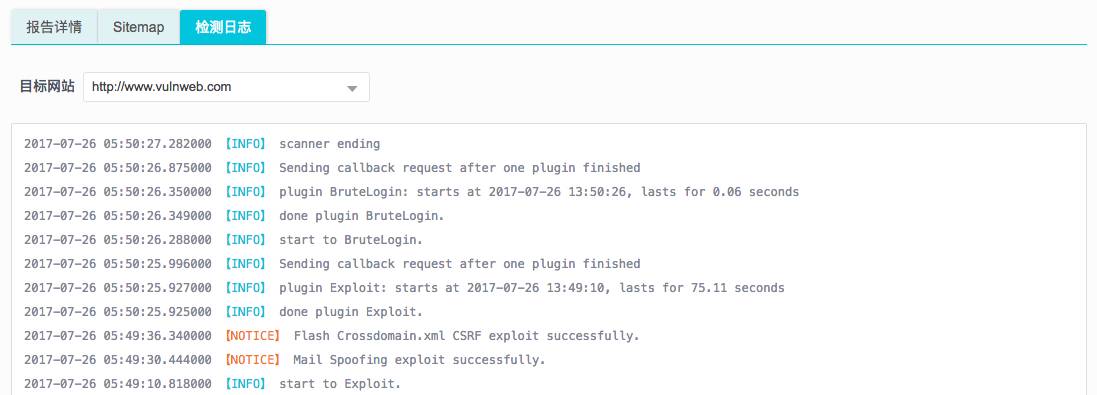 报告详情 Sitemap 检测日志
目标网站 http://www.vulnweb.com
2017-07-26 05:50:27.282000 【INFO】 scanner ending
2017-07-26 05:50:26.875000 【INFO】 Sending callback request after one plugin finished
2017-07-26 05:50:26.350000 【INFO】 plugin BruteLogin: starts at 2017-07-26 13:50:26, lasts for 0.06 seconds
2017-07-26 05:50:26.349000 【INFO】 done plugin BruteLogin.
2017-07-26 05:50:26.288000 【INFO】 start to BruteLogin.
2017-07-26 05:50:25.996000 【INFO】 Sending callback request after one plugin finished
2017-07-26 05:50:25.927000 【INFO】 plugin Exploit: starts at 2017-07-26 13:49:10, lasts for 75.11 seconds
2017-07-26 05:50:25.925000 【INFO】 done plugin Exploit.
2017-07-26 05:49:36.340000 【NOTICE】 Flash Crossdomain.xml CSRF exploit successfully.
2017-07-26 05:49:30.444000 【NOTICE】 Mail Spoofing exploit successfully.
2017-07-26 05:49:10.818000 【INFO】 start to Exploit.